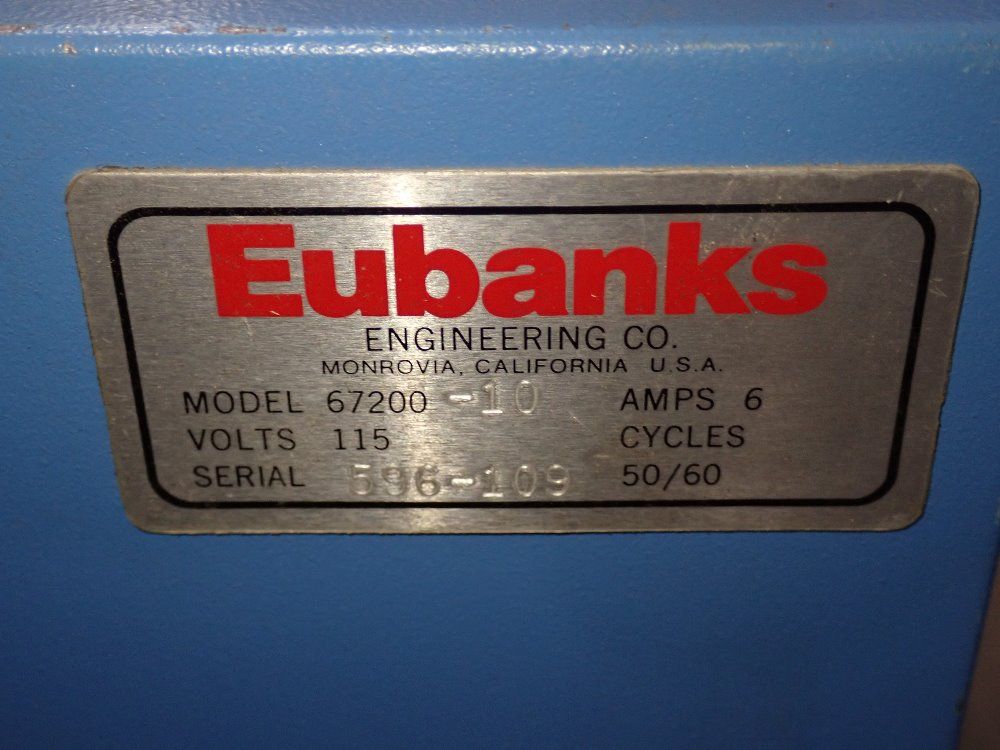 Eubanks
ENGINEERING CO.
MONROVIA, CALIFORNIA U.S.A.
MODEL 67200 -10 AMPS 6
VOLTS 115 CYCLES
SERIAL 596-109 50/60